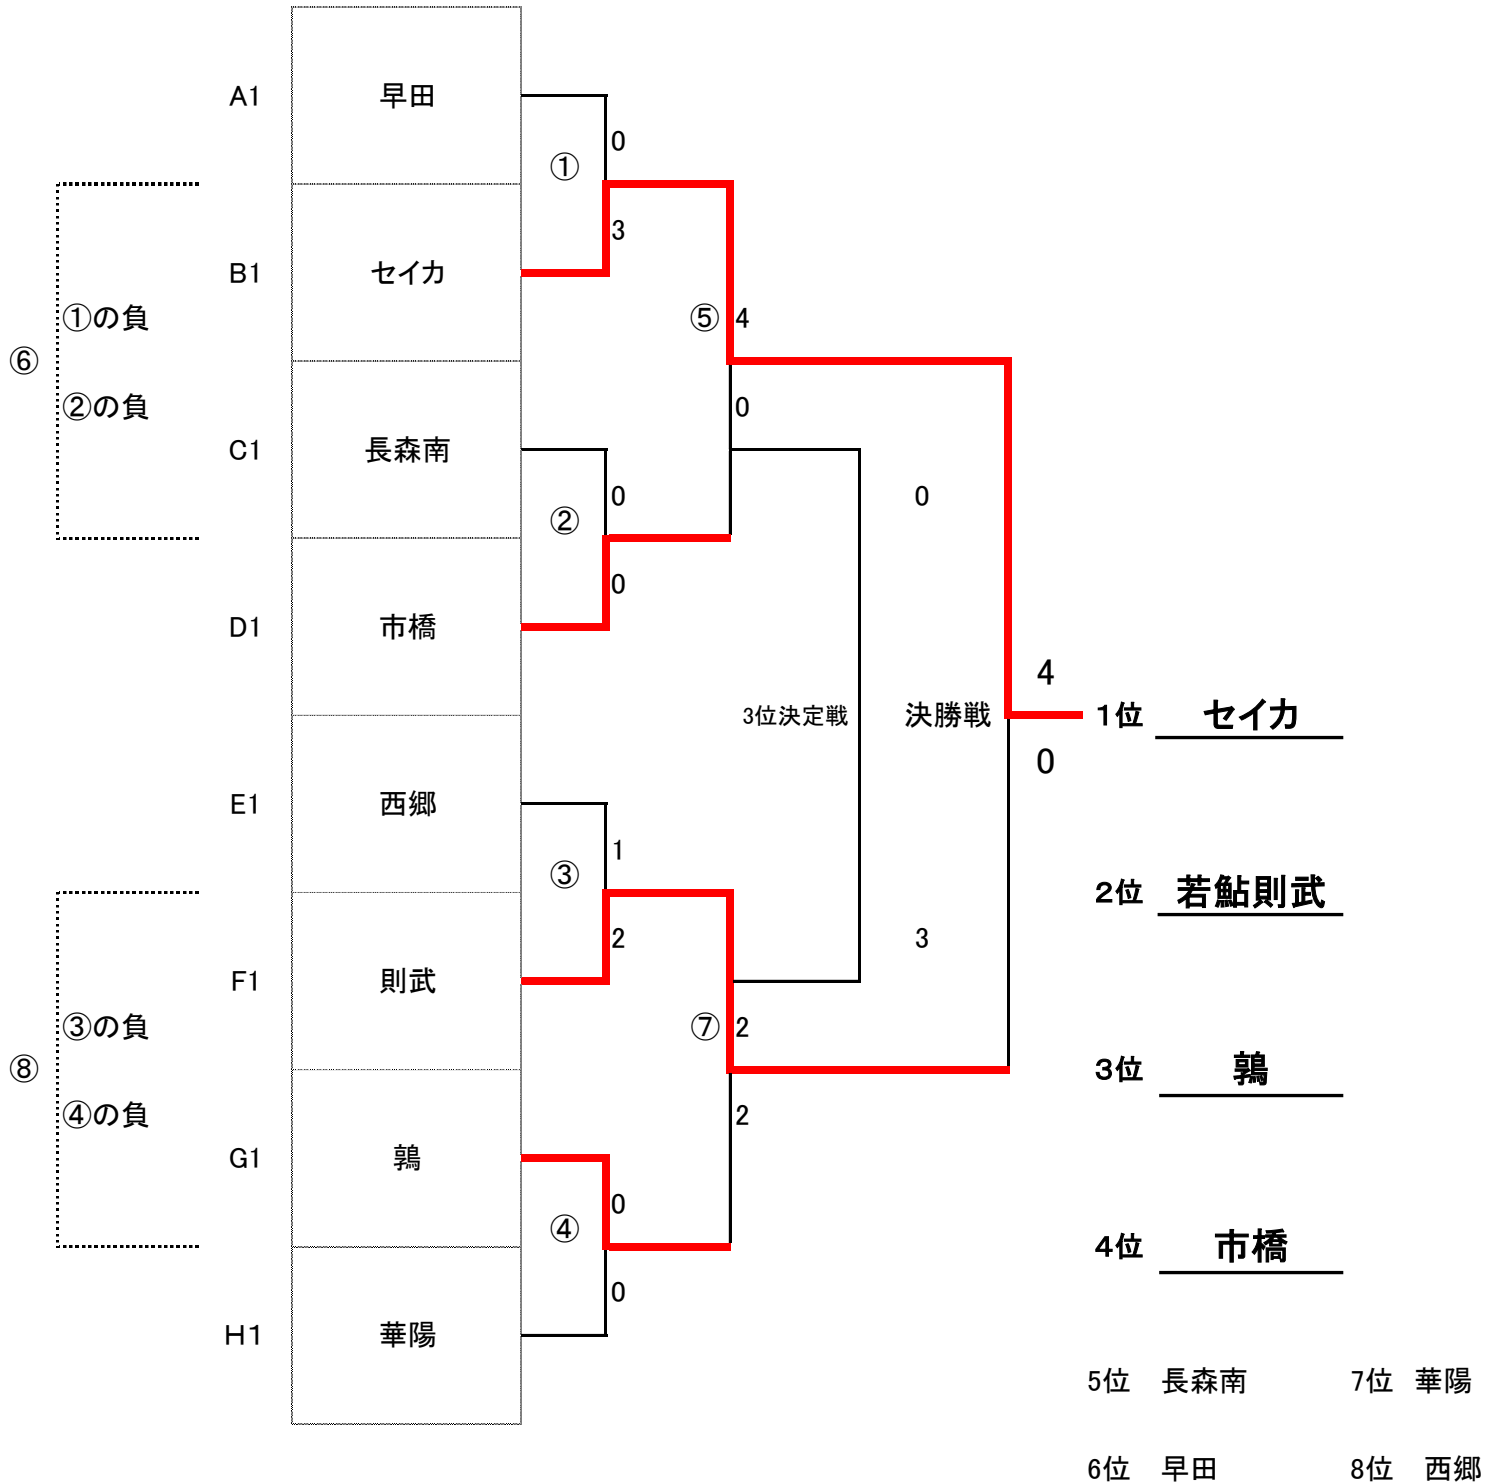 A1 早田
0
①
3
B1 セイカ
①の負
⑤ 4
⑥
②の負
0
C1 長森南
0
0
②
0
D1 市橋
4
3位決定戦
決勝戦
1位 セイカ
0
E1 西郷
1
③
2位 若鮎則武
2
3
F1 則武
③の負
⑦ 2
⑧
3位 鶉
④の負
2
G1 鶉
0
④
4位 市橋
0
H1 華陽
5位 長森南 7位 華陽
6位 早田 8位 西郷